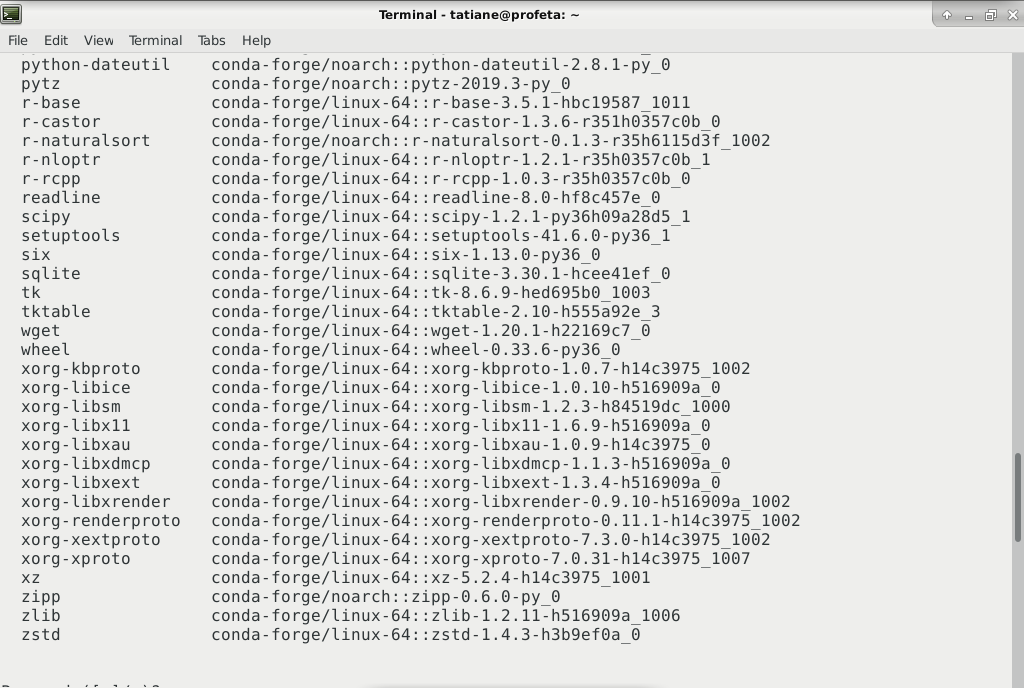 Terminal - tatiane@profeta: ~
File Edit View Terminal Tabs Help
python-dateutil conda-forge/noarch::python-dateutil-2.8.1-py_0
pytz conda-forge/noarch::pytz-2019.3-py_0
r-base conda-forge/linux-64::r-base-3.5.1-hbc19587_1011
r-castor conda-forge/linux-64::r-castor-1.3.6-r351h0357c0b_0
r-naturalsort conda-forge/noarch::r-naturalsort-0.1.3-r35h6115d3f_1002
r-nloptr conda-forge/linux-64::r-nloptr-1.2.1-r35h0357c0b_1
r-rcpp conda-forge/linux-64::r-rcpp-1.0.3-r35h0357c0b_0
readline conda-forge/linux-64::readline-8.0-hf8c457e_0
scipy conda-forge/linux-64::scipy-1.2.1-py36h09a28d5_1
setuptools conda-forge/linux-64::setuptools-41.6.0-py36_1
six conda-forge/linux-64::six-1.13.0-py36_0
sqlite conda-forge/linux-64::sqlite-3.30.1-hcee41ef_0
tk conda-forge/linux-64::tk-8.6.9-hed695b0_1003
tktable conda-forge/linux-64::tktable-2.10-h555a92e_3
wget conda-forge/linux-64::wget-1.20.1-h22169c7_0
wheel conda-forge/linux-64::wheel-0.33.6-py36_0
xorg-kbproto conda-forge/linux-64::xorg-kbproto-1.0.7-h14c3975_1002
xorg-libice conda-forge/linux-64::xorg-libice-1.0.10-h516909a_0
xorg-libsm conda-forge/linux-64::xorg-libsm-1.2.3-h84519dc_1000
xorg-libx11 conda-forge/linux-64::xorg-libx11-1.6.9-h516909a_0
xorg-libxau conda-forge/linux-64::xorg-libxau-1.0.9-h14c3975_0
xorg-libxdmcp conda-forge/linux-64::xorg-libxdmcp-1.1.3-h516909a_0
xorg-libxext conda-forge/linux-64::xorg-libxext-1.3.4-h516909a_0
xorg-libxrender conda-forge/linux-64::xorg-libxrender-0.9.10-h516909a_1002
xorg-renderproto conda-forge/linux-64::xorg-renderproto-0.11.1-h14c3975_1002
xorg-xextproto conda-forge/linux-64::xorg-xextproto-7.3.0-h14c3975_1002
xorg-xproto conda-forge/linux-64::xorg-xproto-7.0.31-h14c3975_1007
xz conda-forge/linux-64::xz-5.2.4-h14c3975_1001
zipp conda-forge/noarch::zipp-0.6.0-py_0
zlib conda-forge/linux-64::zlib-1.2.11-h516909a_1006
zstd conda-forge/linux-64::zstd-1.4.3-h3b9ef0a_0